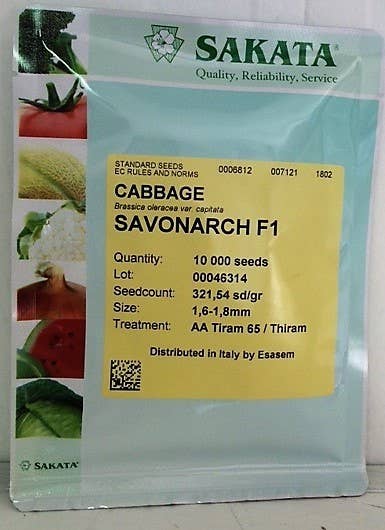 SAKATA®
Quality, Reliability, Service
STANDARD SEEDS
EC RULES AND NORMS 0006812 007121 1802
CABBAGE
Brassica oleracea var. capitata
SAVONARCH F1
Quantity: 10 000 seeds
Lot: 00046314
Seedcount: 321,54 sd/gr
Size: 1,6-1,8mm
Treatment: AA Tiram 65 / Thiram
Distributed in Italy by Esasem
SAKATA®